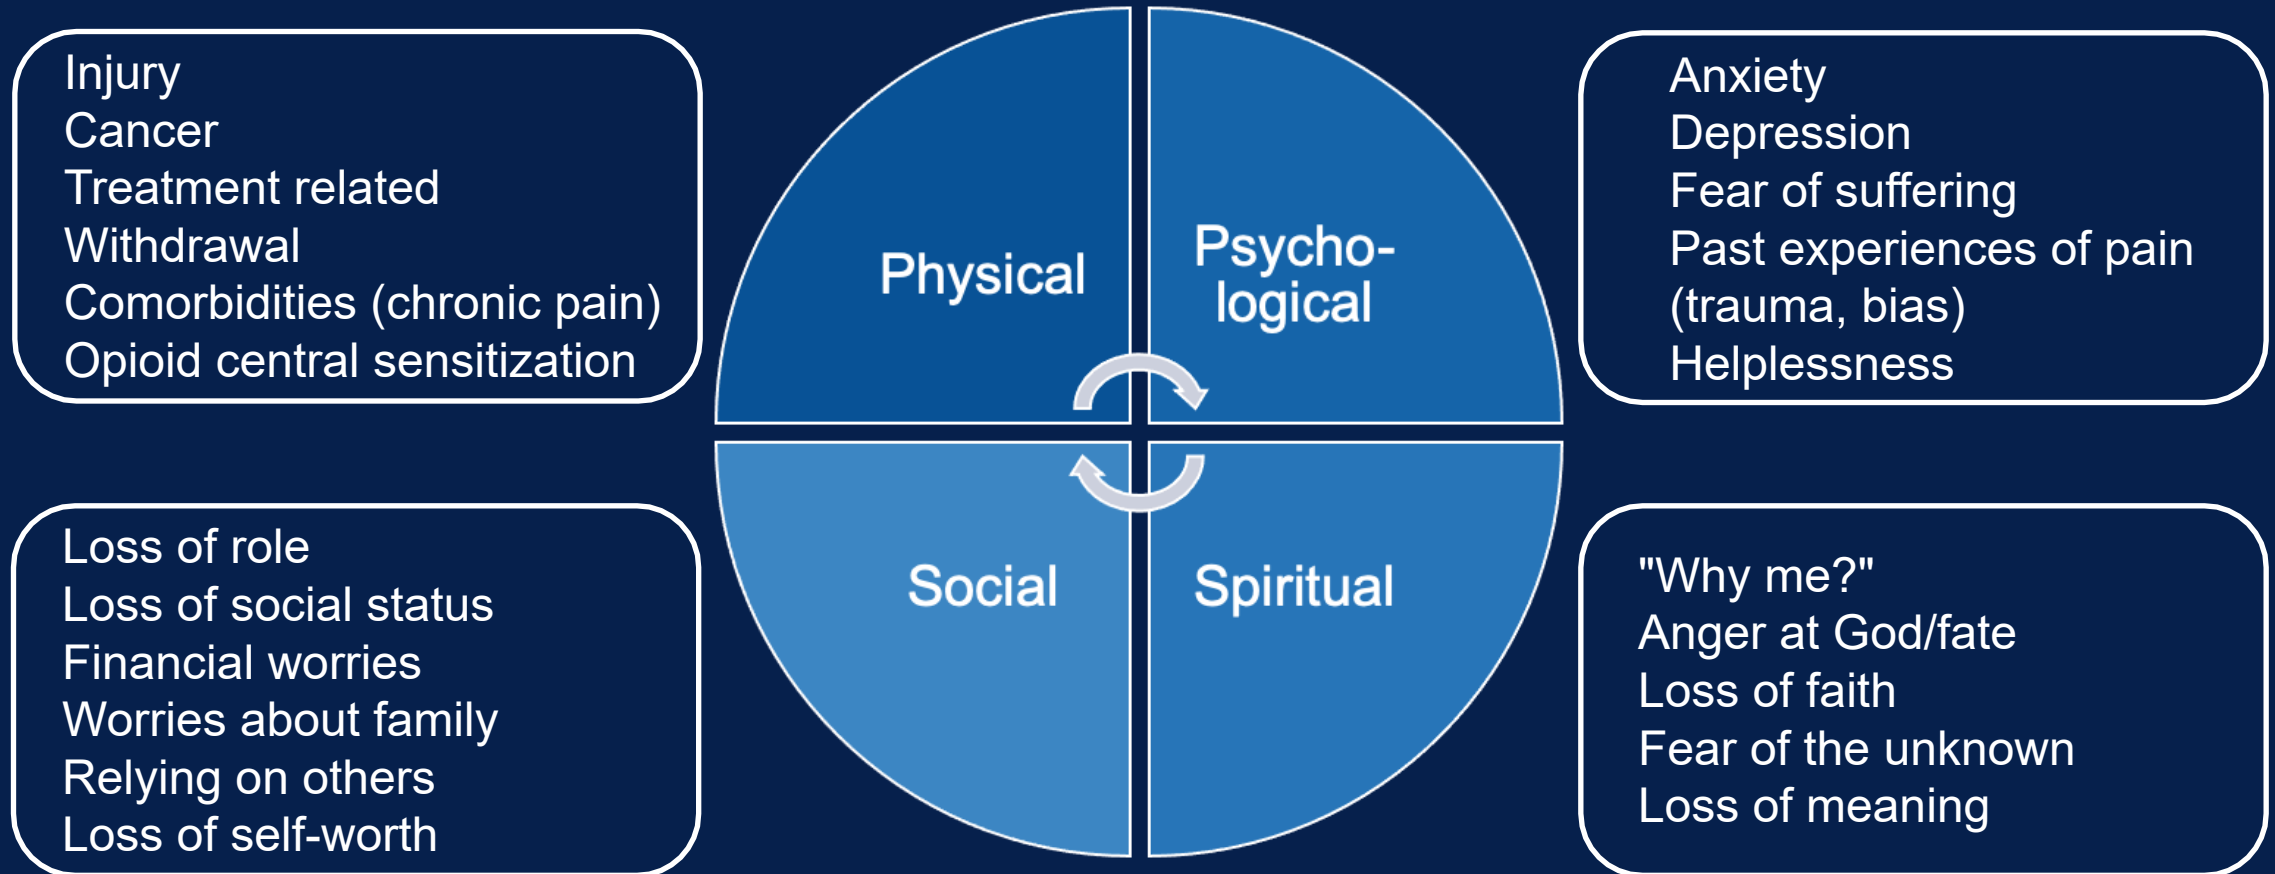 Injury
Cancer
Treatment related
Withdrawal
Comorbidities (chronic pain)
Opioid central sensitization
Physical
Psycho-
logical
Anxiety
Depression
Fear of suffering
Past experiences of pain
(trauma, bias)
Helplessness
Loss of role
Loss of social status
Financial worries
Worries about family
Relying on others
Loss of self-worth
Social
Spiritual
"Why me?"
Anger at God/fate
Loss of faith
Fear of the unknown
Loss of meaning